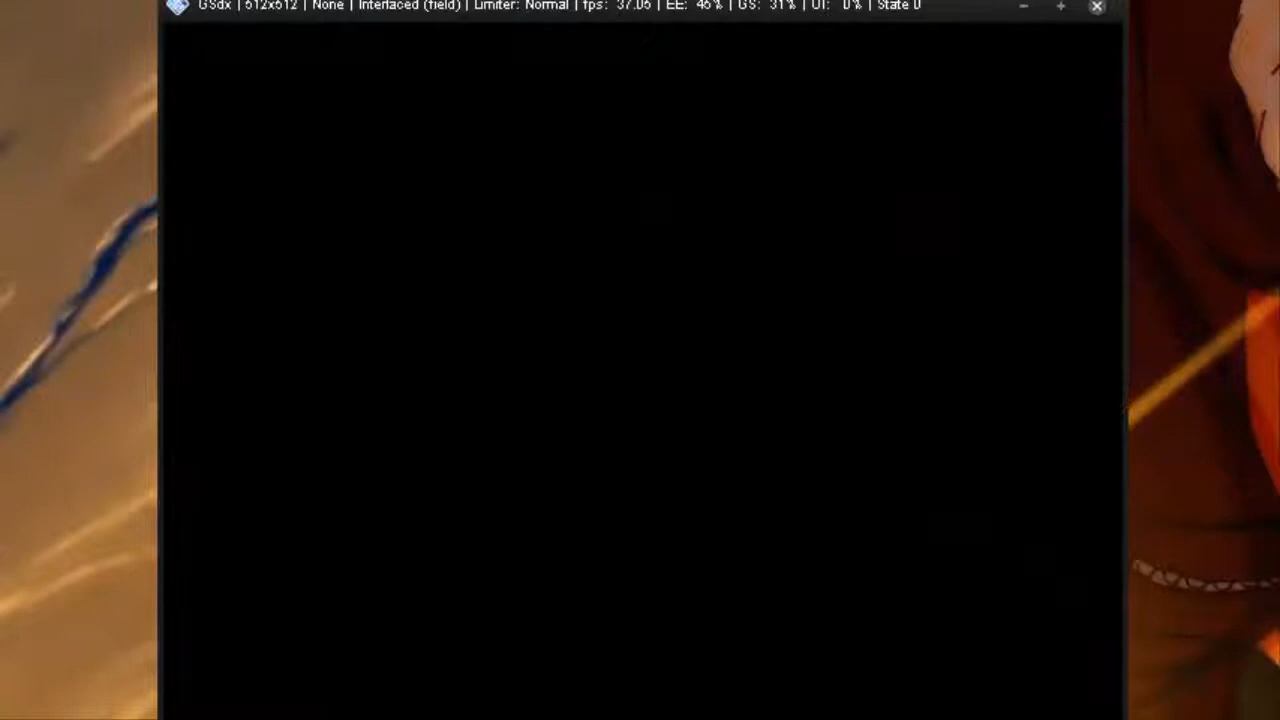 GSdx | 512x512 | None | Interlaced (field) | Limiter: Normal | fps: 37.05 | EE: 46% | GS: 31% | UI: 0% | State 0